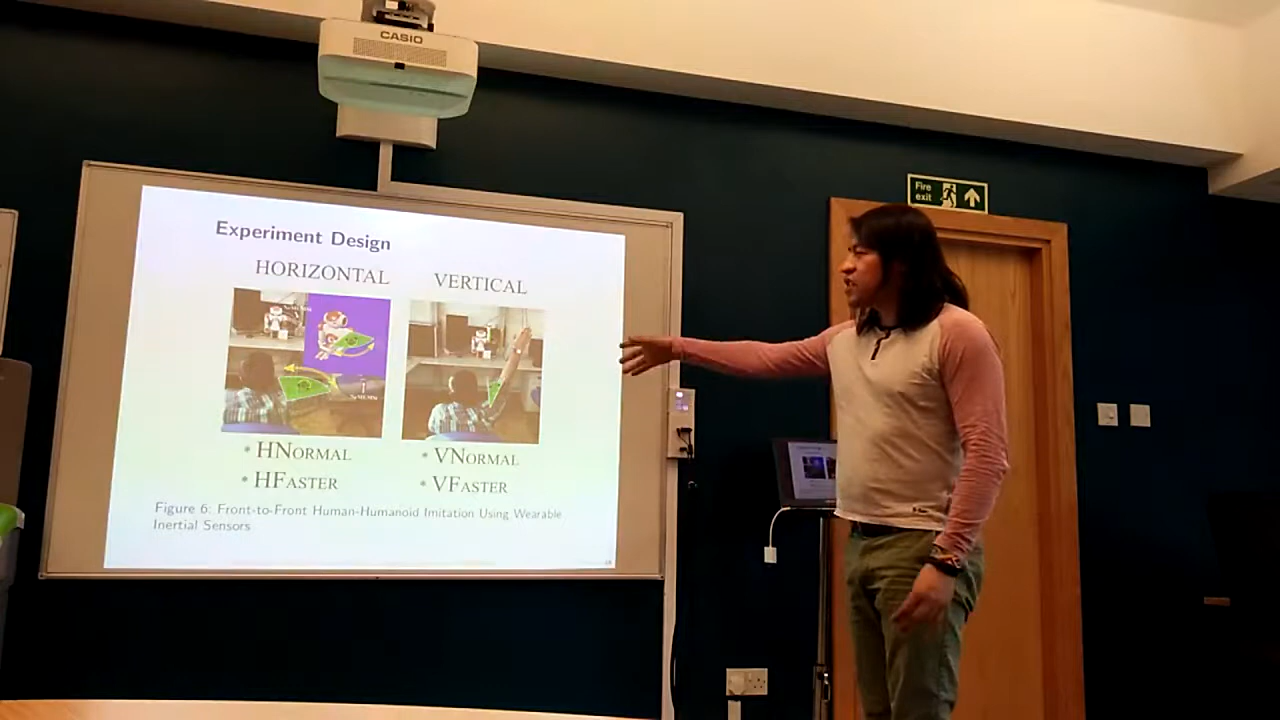 CASIO
Fire
exit
Experiment Design
HORIZONTAL
VERTICAL
• HNORMAL
• HFASTER
• VNORMAL
• VFASTER
Figure 6: Front-to-Front Human-Humanoid Imitation Using Wearable
Inertial Sensors